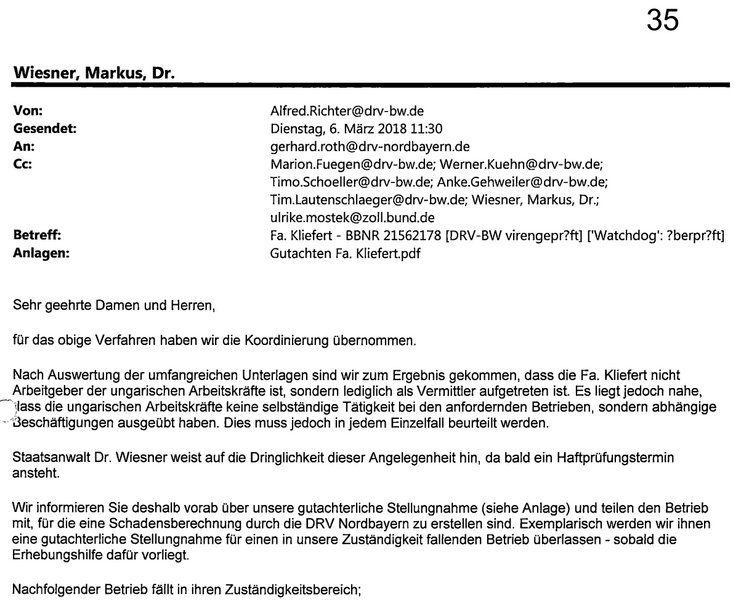 35
Wiesner, Markus, Dr.
Von: Alfred.Richter@drv-bw.de
Gesendet: Dienstag, 6. März 2018 11:30
An: gerhard.roth@drv-nordbayern.de
Cc: Marion.Fuegen@drv-bw.de; Werner.Kuehn@drv-bw.de;
Timo.Schoeller@drv-bw.de; Anke.Gehweiler@drv-bw.de;
Tim.Lautenschlaeger@drv-bw.de; Wiesner, Markus, Dr.;
ulrike.mostek@zoll.bund.de
Betreff: Fa. Kliefert - BBNR 21562178 [DRV-BW virengepr?ft] ['Watchdog': ?berpr?ft]
Anlagen: Gutachten Fa. Kliefert.pdf
Sehr geehrte Damen und Herren,
für das obige Verfahren haben wir die Koordinierung übernommen.
Nach Auswertung der umfangreichen Unterlagen sind wir zum Ergebnis gekommen, dass die Fa. Kliefert nicht
Arbeitgeber der ungarischen Arbeitskräfte ist, sondern lediglich als Vermittler aufgetreten ist. Es liegt jedoch nahe,
dass die ungarischen Arbeitskräfte keine selbständige Tätigkeit bei den anfordernden Betrieben, sondern abhängige
Beschäftigungen ausgeübt haben. Dies muss jedoch in jedem Einzelfall beurteilt werden.
Staatsanwalt Dr. Wiesner weist auf die Dringlichkeit dieser Angelegenheit hin, da bald ein Haftprüfungstermin
ansteht.
Wir informieren Sie deshalb vorab über unsere gutachterliche Stellungnahme (siehe Anlage) und teilen den Betrieb
mit, für die eine Schadensberechnung durch die DRV Nordbayern zu erstellen sind. Exemplarisch werden wir ihnen
eine gutachterliche Stellungnahme für einen in unsere Zuständigkeit fallenden Betrieb überlassen - sobald die
Erhebungshilfe dafür vorliegt.
Nachfolgender Betrieb fällt in ihren Zuständigkeitsbereich;